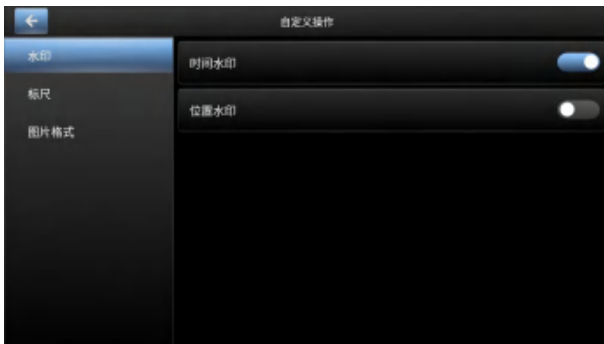 自定义操作
水印
时间水印
标尺
位置水印
图片格式